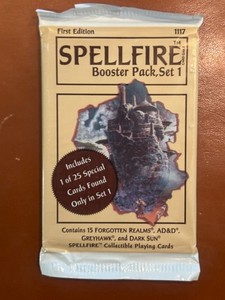 First Edition 1117
SPELLFIRE
Booster Pack, Set 1
Includes
1 of 25 Special
Cards Found
Only in Set 1
Contains 15 FORGOTTEN REALMS®, AD&D®,
GREYHAWK®, and DARK SUN®
SPELLFIRE™ Collectible Playing Cards